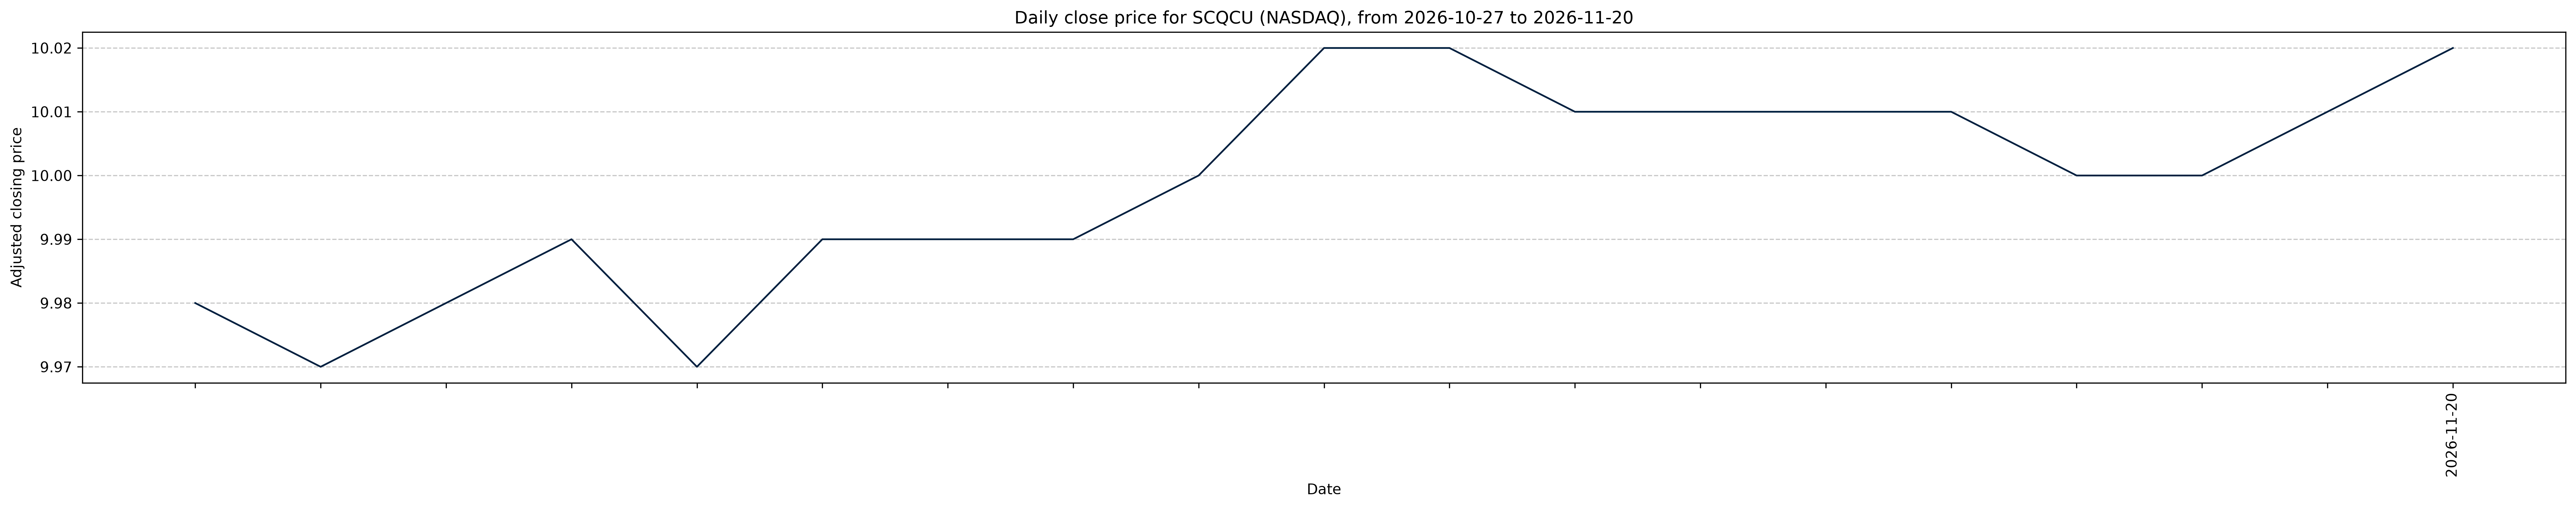 Daily close price for SCQCU (NASDAQ), from 2026-10-27 to 2026-11-20
Adjusted closing price
10.02
10.01
10.00
9.99
9.98
9.97
2026-11-20
Date